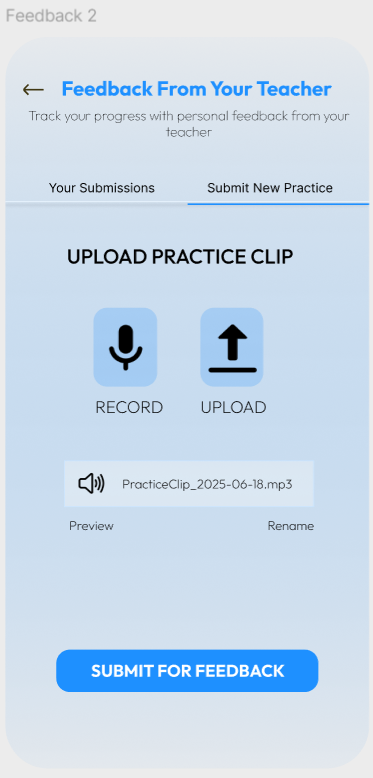 Feedback 2
Feedback From Your Teacher
Track your progress with personal feedback from your
teacher
Your Submissions
Submit New Practice
UPLOAD PRACTICE CLIP
RECORD
UPLOAD
PracticeClip_2025-06-18.mp3
Preview
Rename
SUBMIT FOR FEEDBACK